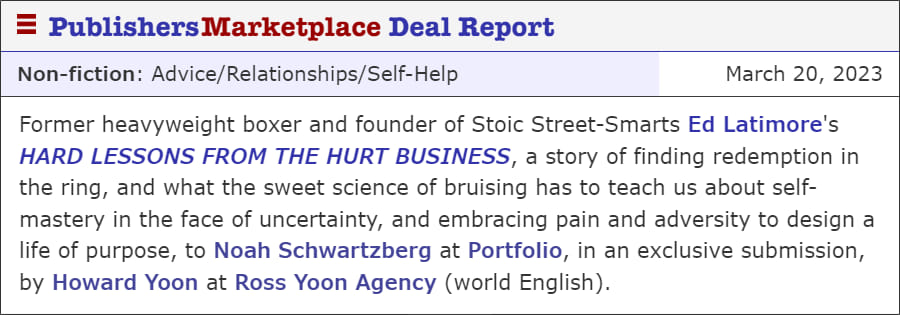 PublishersMarketplace Deal Report
Non-fiction: Advice/Relationships/Self-Help March 20, 2023
Former heavyweight boxer and founder of Stoic Street-Smarts Ed Latimore's
HARD LESSONS FROM THE HURT BUSINESS, a story of finding redemption in
the ring, and what the sweet science of bruising has to teach us about self-
mastery in the face of uncertainty, and embracing pain and adversity to design a
life of purpose, to Noah Schwartzberg at Portfolio, in an exclusive submission,
by Howard Yoon at Ross Yoon Agency (world English).